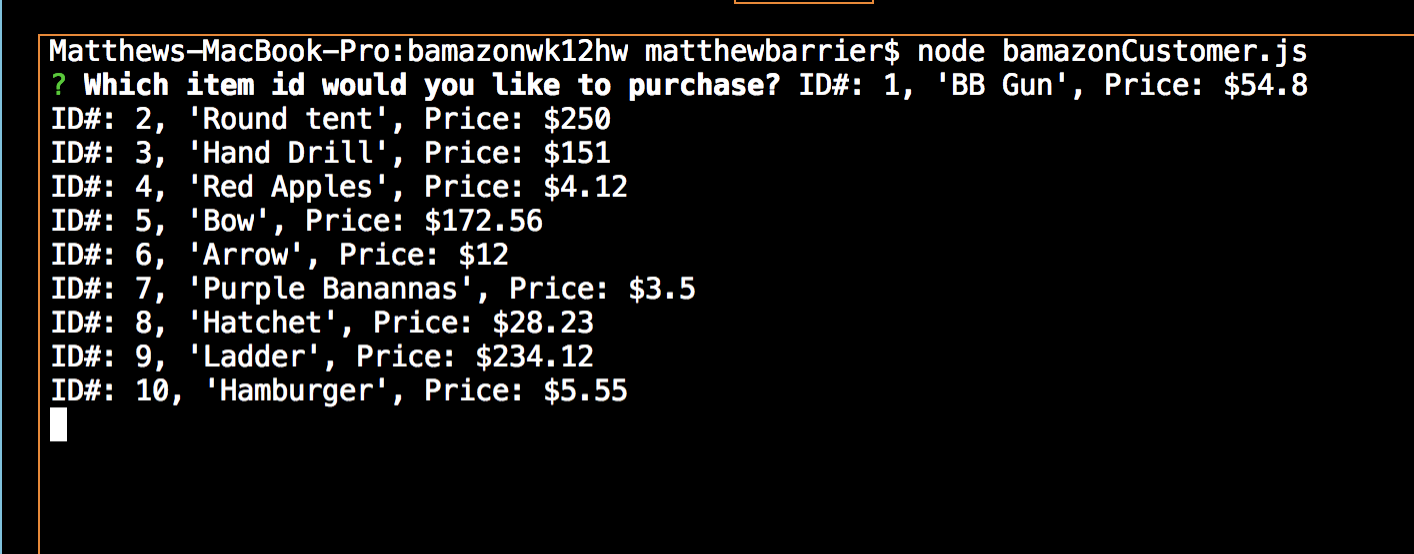 Matthews-MacBook-Pro:bamazonwk12hw matthewbarrier$ node bamazonCustomer.js
? Which item id would you like to purchase? ID#: 1, 'BB Gun', Price: $54.8
ID#: 2, 'Round tent', Price: $250
ID#: 3, 'Hand Drill', Price: $151
ID#: 4, 'Red Apples', Price: $4.12
ID#: 5, 'Bow', Price: $172.56
ID#: 6, 'Arrow', Price: $12
ID#: 7, 'Purple Banannas', Price: $3.5
ID#: 8, 'Hatchet', Price: $28.23
ID#: 9, 'Ladder', Price: $234.12
ID#: 10, 'Hamburger', Price: $5.55